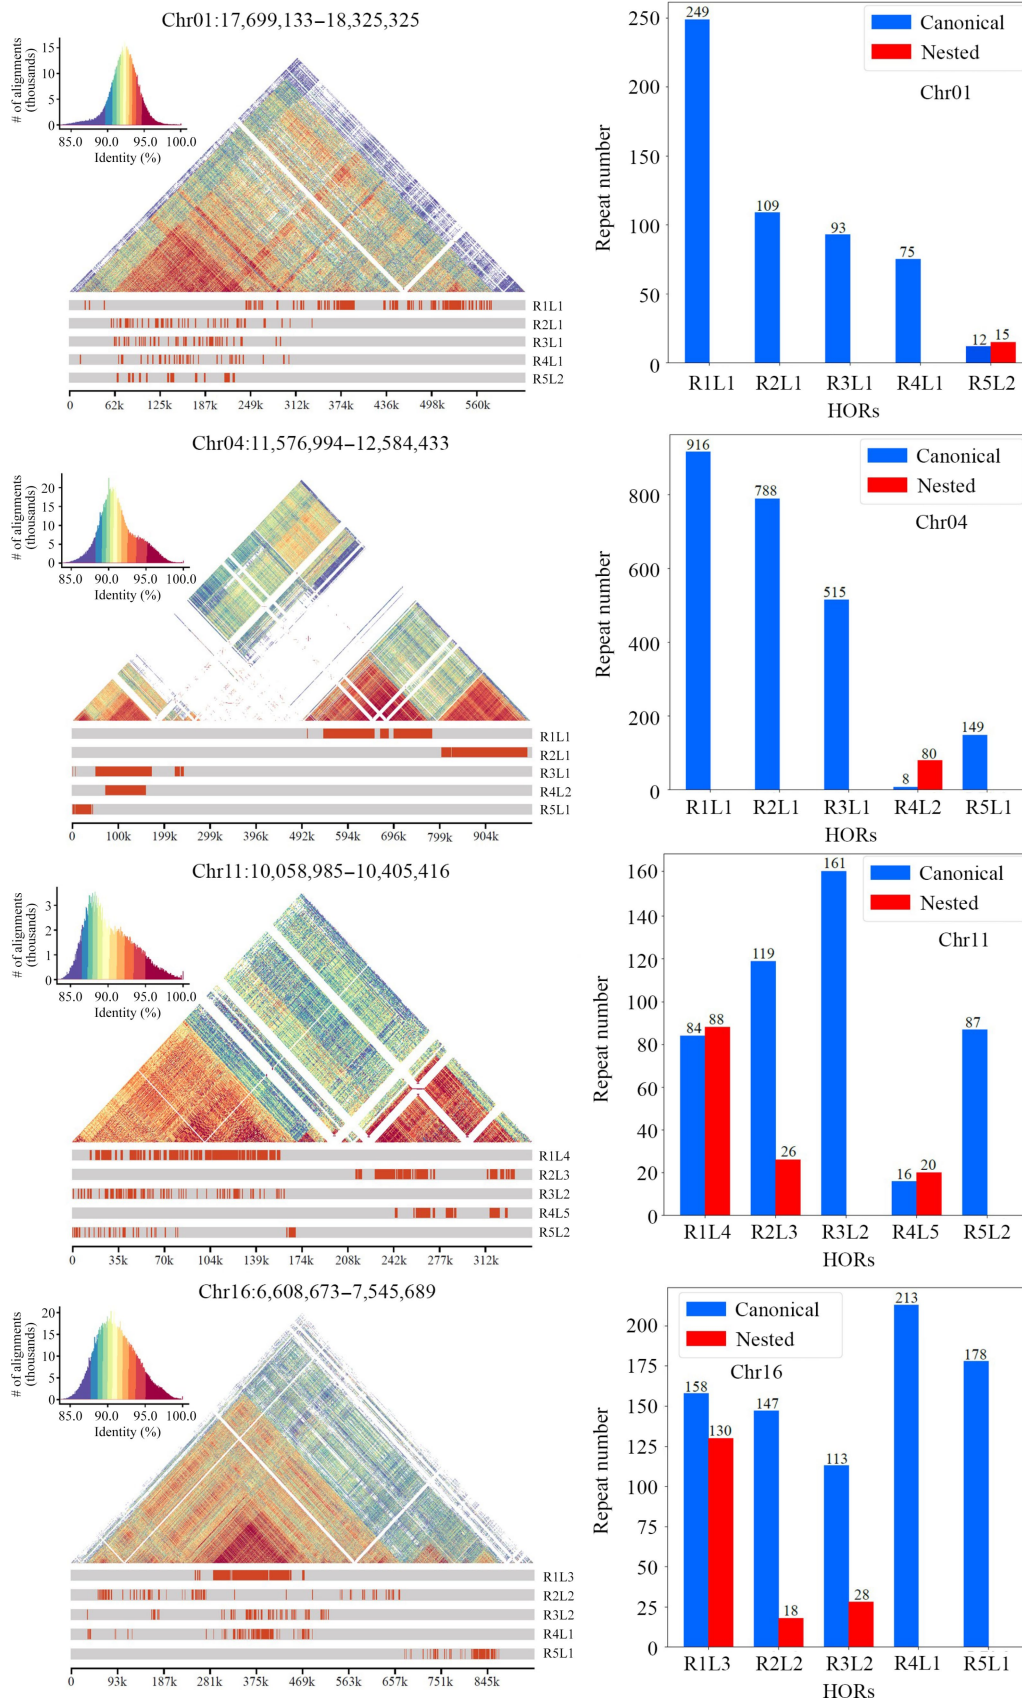 Chr01:17,699,133–18,325,325
# of alignments
(thousands)
15
10
5
0
85.0 90.0 95.0 100.0
Identity (%)
R1L1
R2L1
R3L1
R4L1
R5L2
0 62k 125k 187k 249k 312k 374k 436k 498k 560k
Repeat number
250
200
150
100
50
0
249
109
93
75
12
15
Canonical
Nested
Chr01
R1L1 R2L1 R3L1 R4L1 R5L2
HORs
Chr04:11,576,994–12,584,433
# of alignments
(thousands)
20
15
10
5
0
85.0 90.0 95.0 100.0
Identity (%)
R1L1
R2L1
R3L1
R4L2
R5L1
0 100k 199k 299k 396k 492k 594k 696k 799k 904k
Repeat number
800
600
400
200
0
916
788
515
8
80
149
Canonical
Nested
Chr04
R1L1 R2L1 R3L1 R4L2 R5L1
HORs
Chr11:10,058,985–10,405,416
# of alignments
(thousands)
3
2
1
0
85.0 90.0 95.0 100.0
Identity (%)
R1L4
R2L3
R3L2
R4L5
R5L2
0 35k 70k 104k 139k 174k 208k 242k 277k 312k
Repeat number
160
140
120
100
80
60
40
20
0
84
88
119
26
161
16
20
87
Canonical
Nested
Chr11
R1L4 R2L3 R3L2 R4L5 R5L2
HORs
Chr16:6,608,673–7,545,689
# of alignments
(thousands)
20
15
10
5
0
85.0 90.0 95.0 100.0
Identity (%)
R1L3
R2L2
R3L2
R4L1
R5L1
0 93k 187k 281k 375k 469k 563k 657k 751k 845k
Repeat number
200
175
150
125
100
75
50
25
0
Canonical
Nested
Chr16
158
130
147
18
113
28
213
178
R1L3 R2L2 R3L2 R4L1 R5L1
HORs